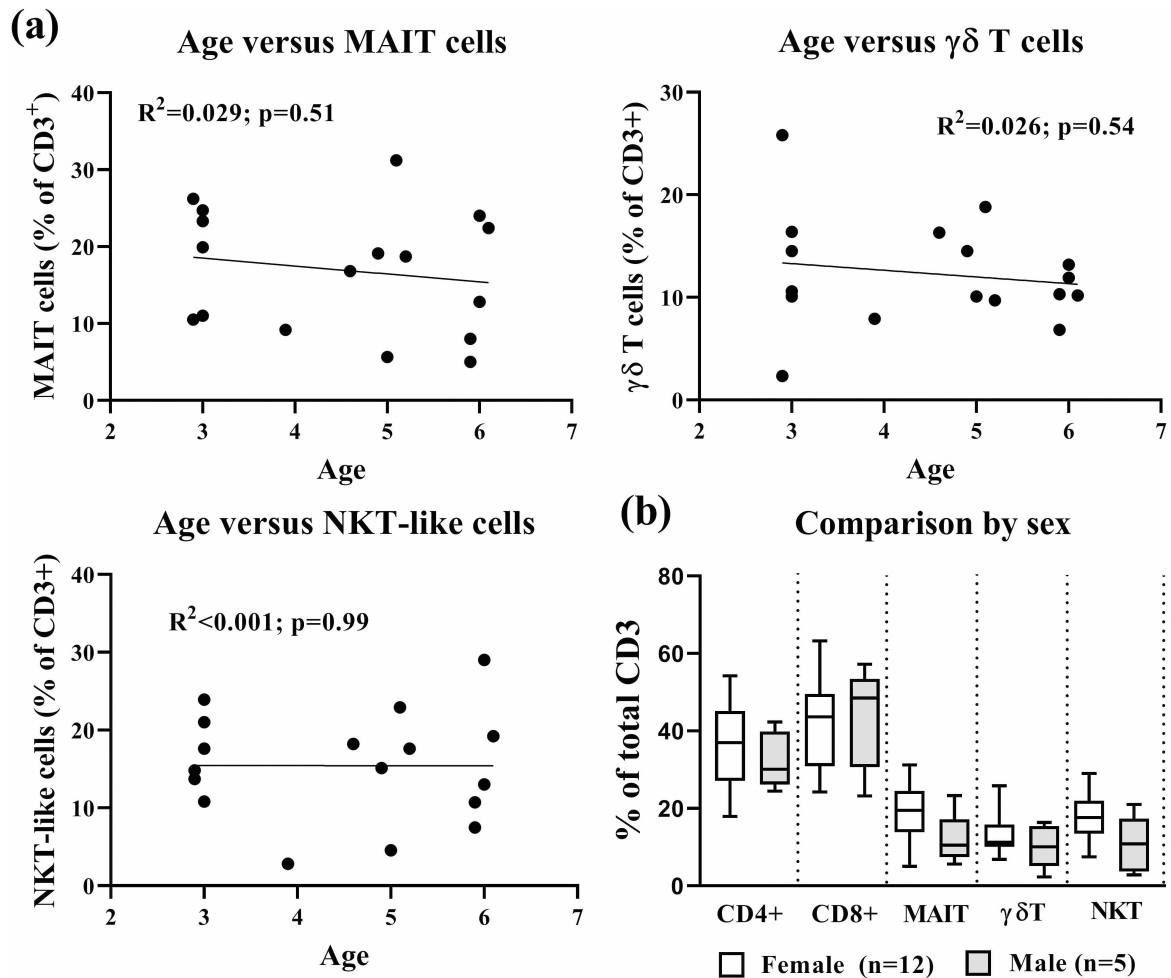 (a)
Age versus MAIT cells
R²=0.029; p=0.51
MAIT cells (% of CD3⁺)
40
30
20
10
0
2 3 4 5 6 7
Age
Age versus γδ T cells
R²=0.026; p=0.54
γδ T cells (% of CD3+)
30
20
10
0
2 3 4 5 6 7
Age
Age versus NKT-like cells
R²<0.001; p=0.99
NKT-like cells (% of CD3+)
40
30
20
10
0
2 3 4 5 6 7
Age
(b)
Comparison by sex
% of total CD3
80
60
40
20
0
CD4+ CD8+ MAIT γδT NKT
Female (n=12) Male (n=5)